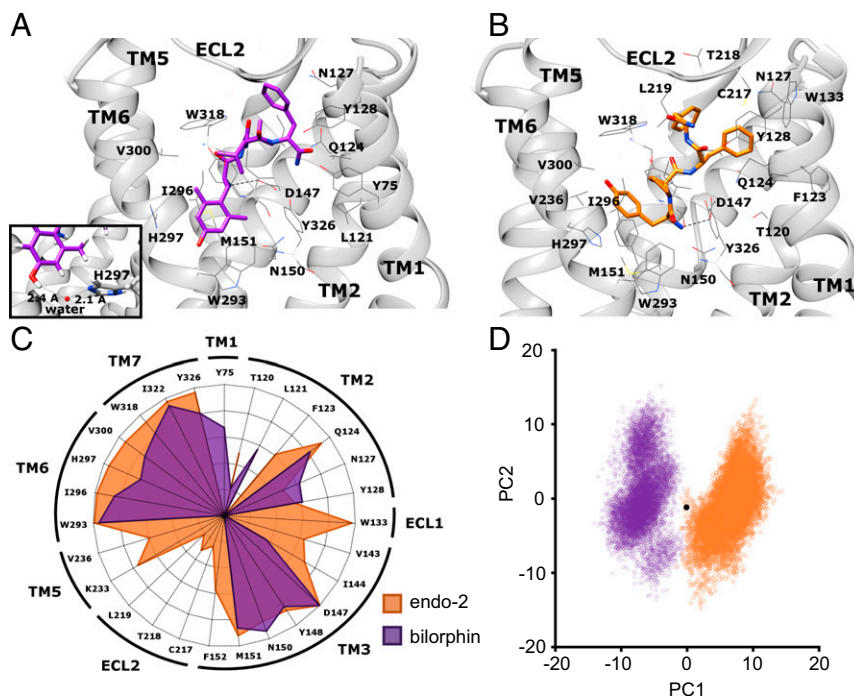 A
ECL2
TM5
N127
TM6
Y128
W318
Q124
V300
I296
D147
Y75
Y326
H297
M151
L121
N150
W293
TM2
TM1
H297
2.4 A
2.1 A
water
B
ECL2
T218
TM5
N127
L219
C217
W133
TM6
W318
Y128
V300
Q124
D147
V236
I296
F123
T120
H297
Y326
M151
N150
W293
TM2
TM1
C
TM1
TM7
Y326
Y75
T120
I322
L121
TM2
W318
F123
V300
Q124
TM6
H297
N127
I296
Y128
W293
W133
ECL1
V236
V143
TM5
K233
I144
L219
D147
T218
Y148
TM3
ECL2
C217
F152
M151
N150
endo-2
bilorphin
D
20
10
PC2
0
-10
-20
-20
-10
0
10
20
PC1